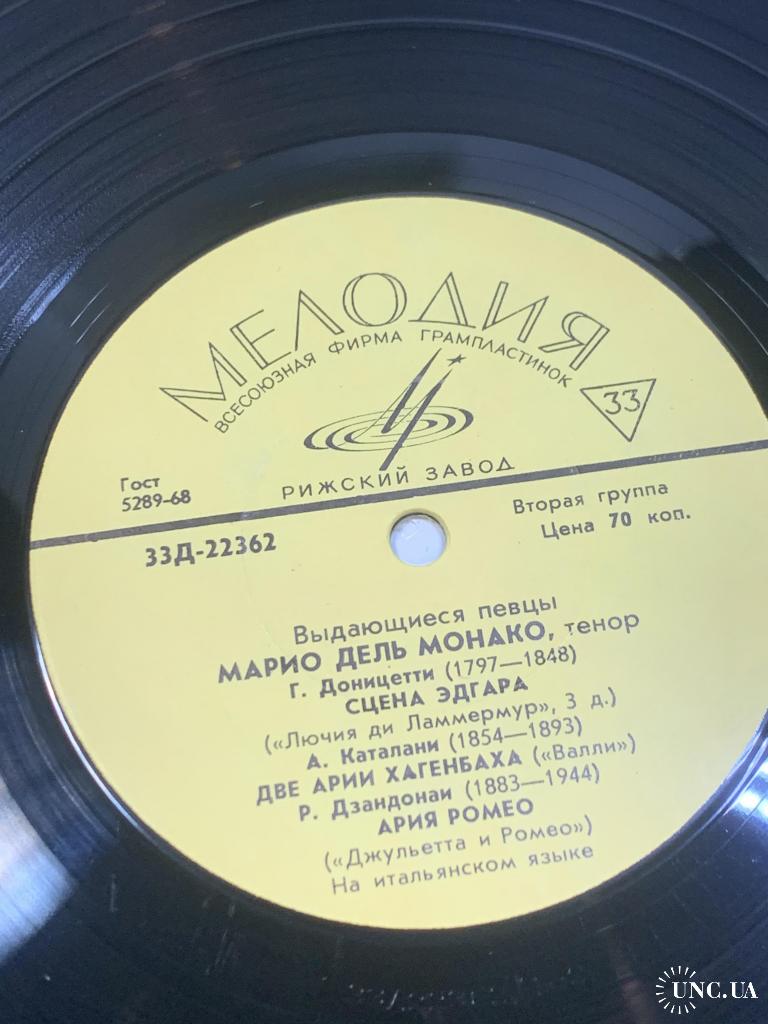 МЕЛОДИЯ
ВСЕСОЮЗНАЯ ФИРМА ГРАМПЛАСТИНОК
33
РИЖСКИЙ ЗАВОД
Гост
5289-68
33Д-22362
Вторая группа
Цена 70 коп.
Выдающиеся певцы
МАРИО ДЕЛЬ МОНАКО, тенор
Г. Доницетти (1797—1848)
СЦЕНА ЭДГАРА
(«Лючия ди Ламмермур», 3 д.)
А. Каталани (1854—1893)
ДВЕ АРИИ ХАГЕНБАХА («Валли»)
Р. Дзандонаи (1883—1944)
АРИЯ РОМЕО
(«Джульетта и Ромео»)
На итальянском языке
UNC.UA